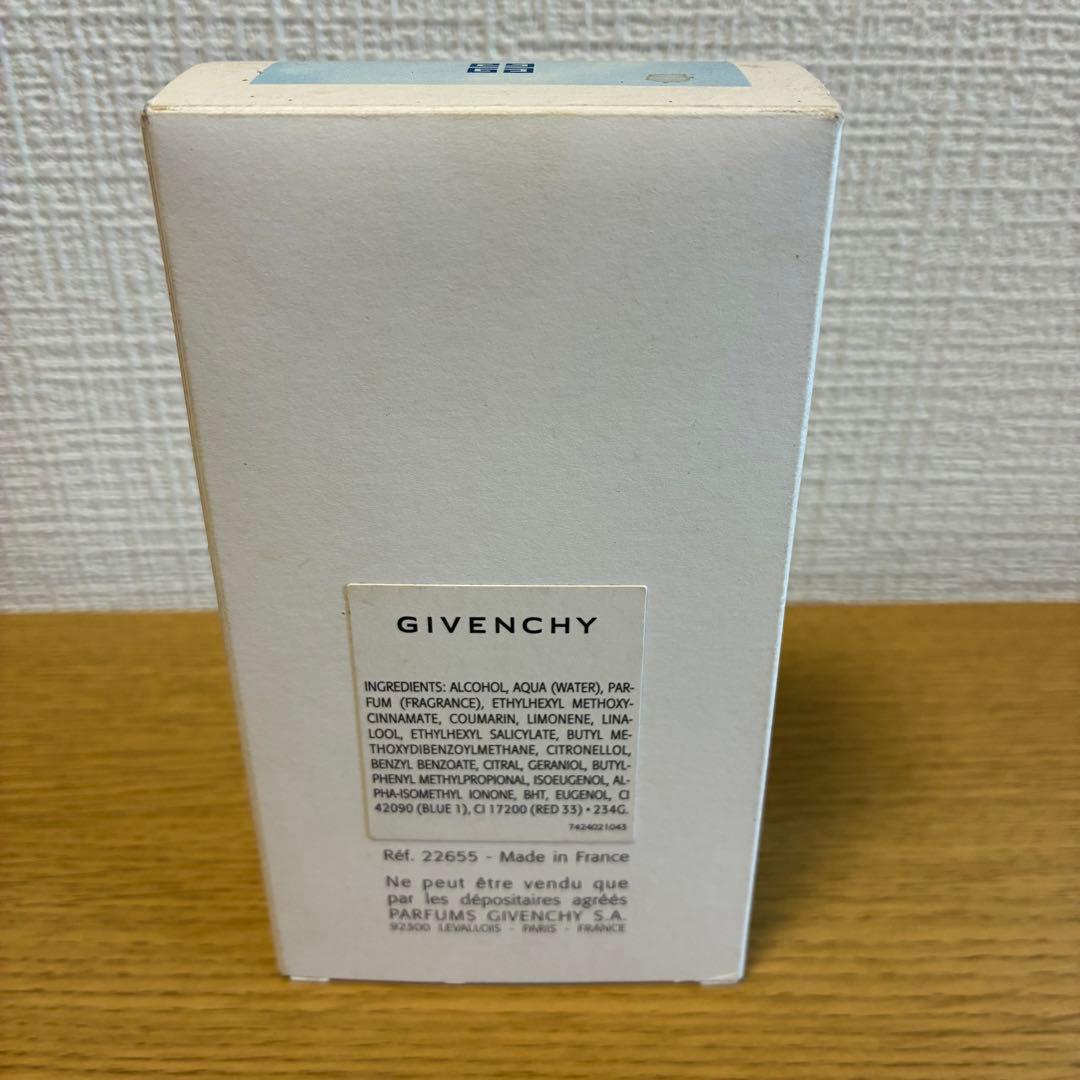 GIVENCHY
INGREDIENTS: ALCOHOL, AQUA (WATER), PAR-
FUM (FRAGRANCE), ETHYLHEXYL METHOXY-
CINNAMATE, COUMARIN, LIMONENE, LINA-
LOOL, ETHYLHEXYL SALICYLATE, BUTYL ME-
THOXYDIBENZOYLMETHANE, CITRONELLOL,
BENZYL BENZOATE, CITRAL, GERANIOL, BUTYL-
PHENYL METHYLPROPIONAL, ISOEUGENOL, AL-
PHA-ISOMETHYL IONONE, BHT, EUGENOL, CI
42090 (BLUE 1), CI 17200 (RED 33) • 234G.
7424021043
Réf. 22655 - Made in France
Ne peut être vendu que
par les dépositaires agréés
PARFUMS GIVENCHY S.A.
92300 LEVALLOIS - PARIS - FRANCE